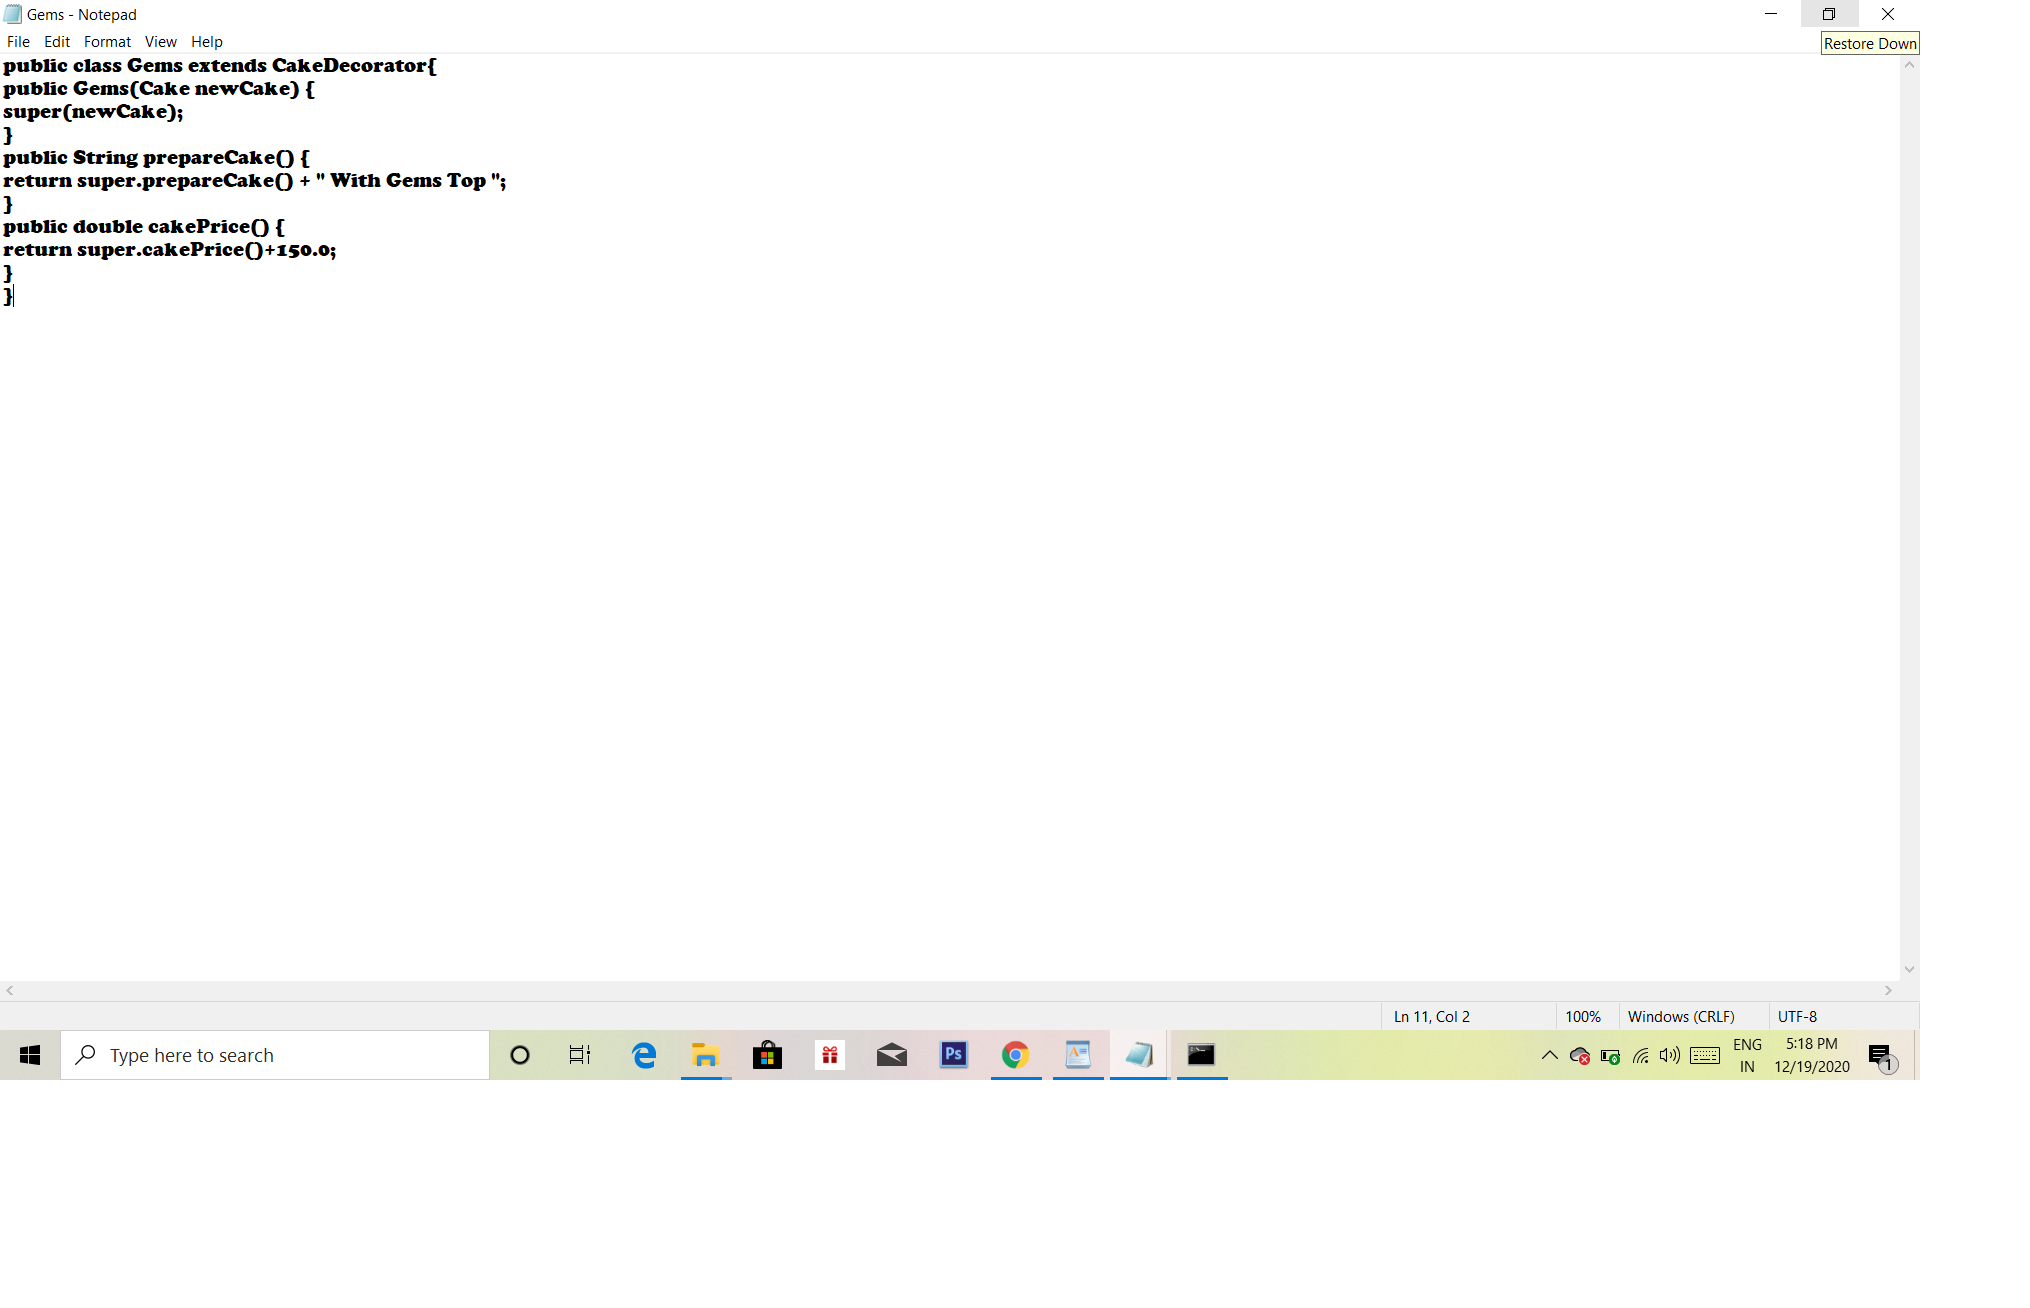 Gems - Notepad
File Edit Format View Help
Restore Down
public class Gems extends CakeDecorator{
public Gems(Cake newCake) {
super(newCake);
}
public String prepareCake() {
return super.prepareCake() + " With Gems Top ";
}
public double cakePrice() {
return super.cakePrice()+150.0;
}
}
Ln 11, Col 2 100% Windows (CRLF) UTF-8
Type here to search
Ps
ENG
IN
5:18 PM
12/19/2020
1